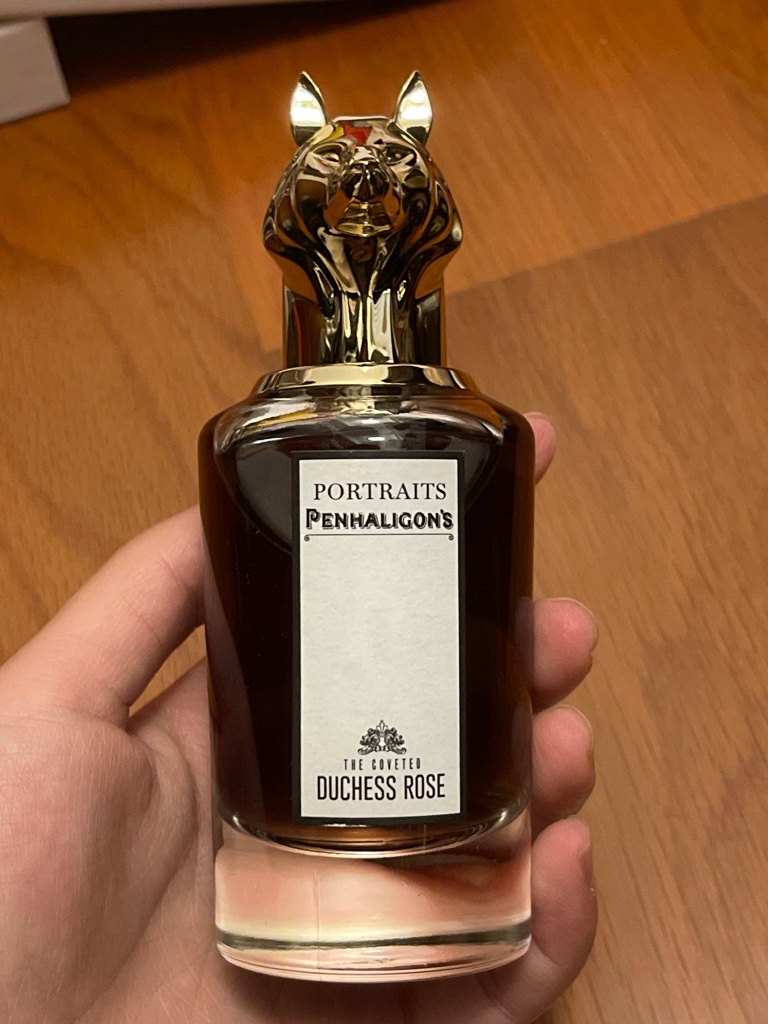 PORTRAITS
PENHALIGON'S
THE COVETED
DUCHESS ROSE